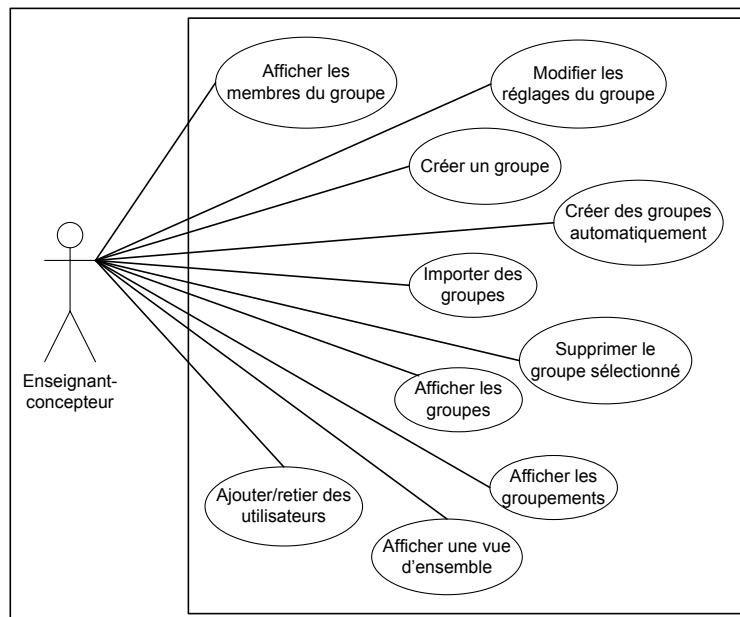 Afficher les
membres du groupe
Modifier les
réglages du groupe
Créer un groupe
Créer des groupes
automatiquement
Importer des
groupes
Supprimer le
groupe sélectionné
Enseignant-
concepteur
Afficher les
groupes
Afficher les
groupements
Ajouter/retier des
utilisateurs
Afficher une vue
d'ensemble